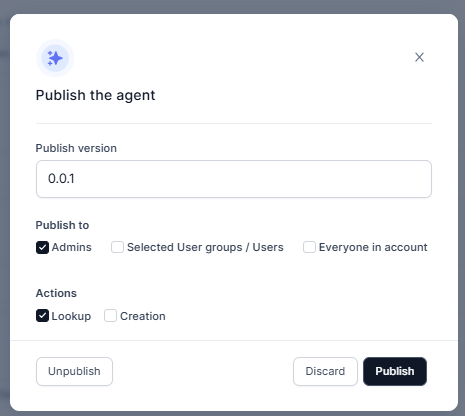 Publish the agent
Publish version
0.0.1
Publish to
Admins Selected User groups / Users Everyone in account
Actions
Lookup Creation
Unpublish Discard Publish